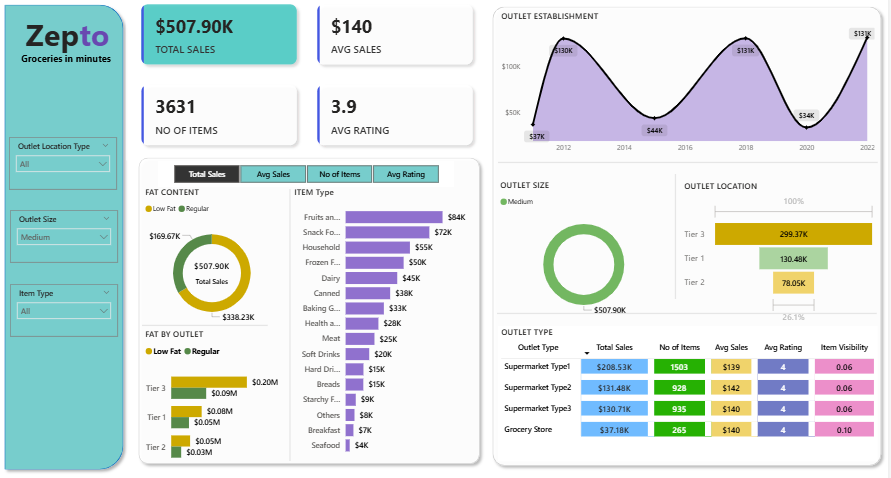 Zepto
Groceries in minutes
Outlet Location Type
All
Outlet Size
Medium
Item Type
All
$507.90K
TOTAL SALES
$140
AVG SALES
3631
NO OF ITEMS
3.9
AVG RATING
Total Sales Avg Sales No of Items Avg Rating
FAT CONTENT
Low Fat Regular
$169.67K
$507.90K
Total Sales
$338.23K
FAT BY OUTLET
Low Fat Regular
Tier 3 $0.20M
$0.09M
Tier 1 $0.08M
$0.05M
Tier 2 $0.05M
$0.03M
ITEM Type
Fruits an... $84K
Snack Fo... $72K
Household $55K
Frozen F... $50K
Dairy $45K
Canned $38K
Baking G... $33K
Health a... $28K
Meat $25K
Soft Drinks $20K
Hard Dri... $15K
Breads $15K
Starchy F... $9K
Others $8K
Breakfast $7K
Seafood $4K
OUTLET ESTABLISHMENT
$100K
$50K
$37K
$130K
$44K
$131K
$34K
$131K
2012 2014 2016 2018 2020 2022
OUTLET SIZE
Medium
$507.90K
OUTLET LOCATION
100%
Tier 3 299.37K
Tier 1 130.48K
Tier 2 78.05K
26.1%
OUTLET TYPE
Outlet Type Total Sales No of Items Avg Sales Avg Rating Item Visibility
Supermarket Type1 $208.53K 1503 $139 4 0.06
Supermarket Type2 $131.48K 928 $142 4 0.06
Supermarket Type3 $130.71K 935 $140 4 0.06
Grocery Store $37.18K 265 $140 4 0.10